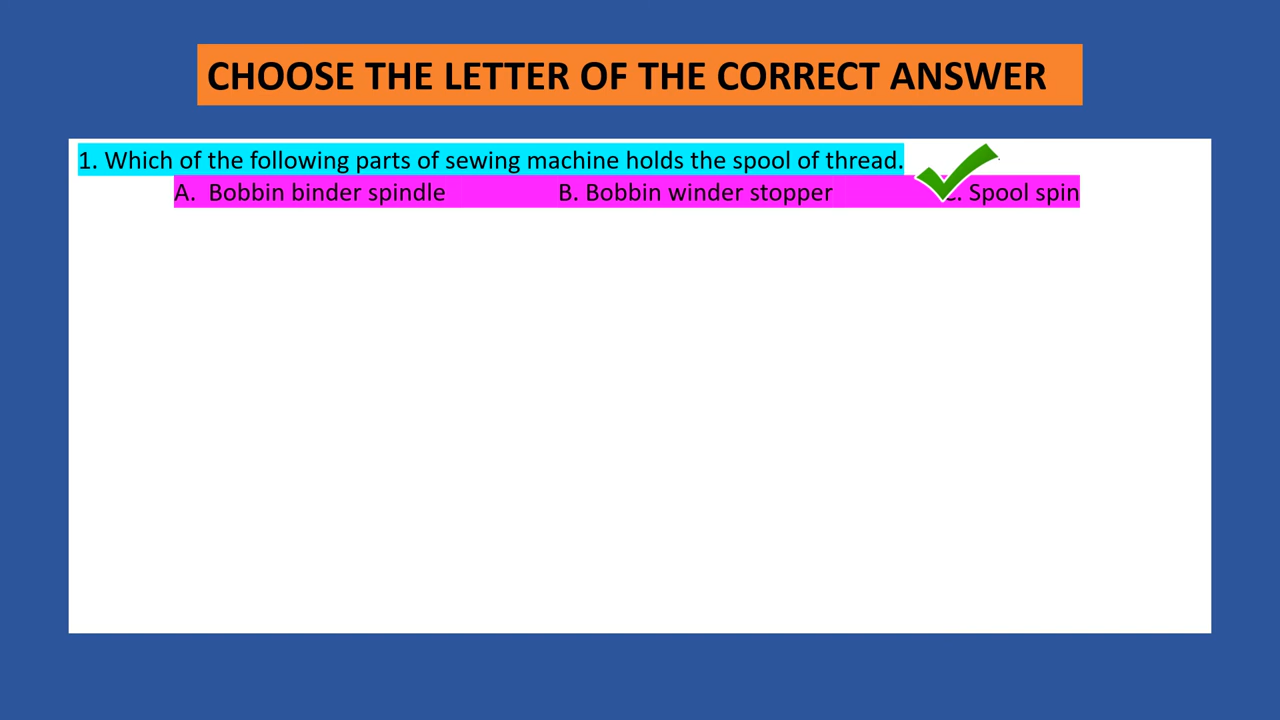 CHOOSE THE LETTER OF THE CORRECT ANSWER
1. Which of the following parts of sewing machine holds the spool of thread.
A. Bobbin binder spindle B. Bobbin winder stopper C. Spool spin